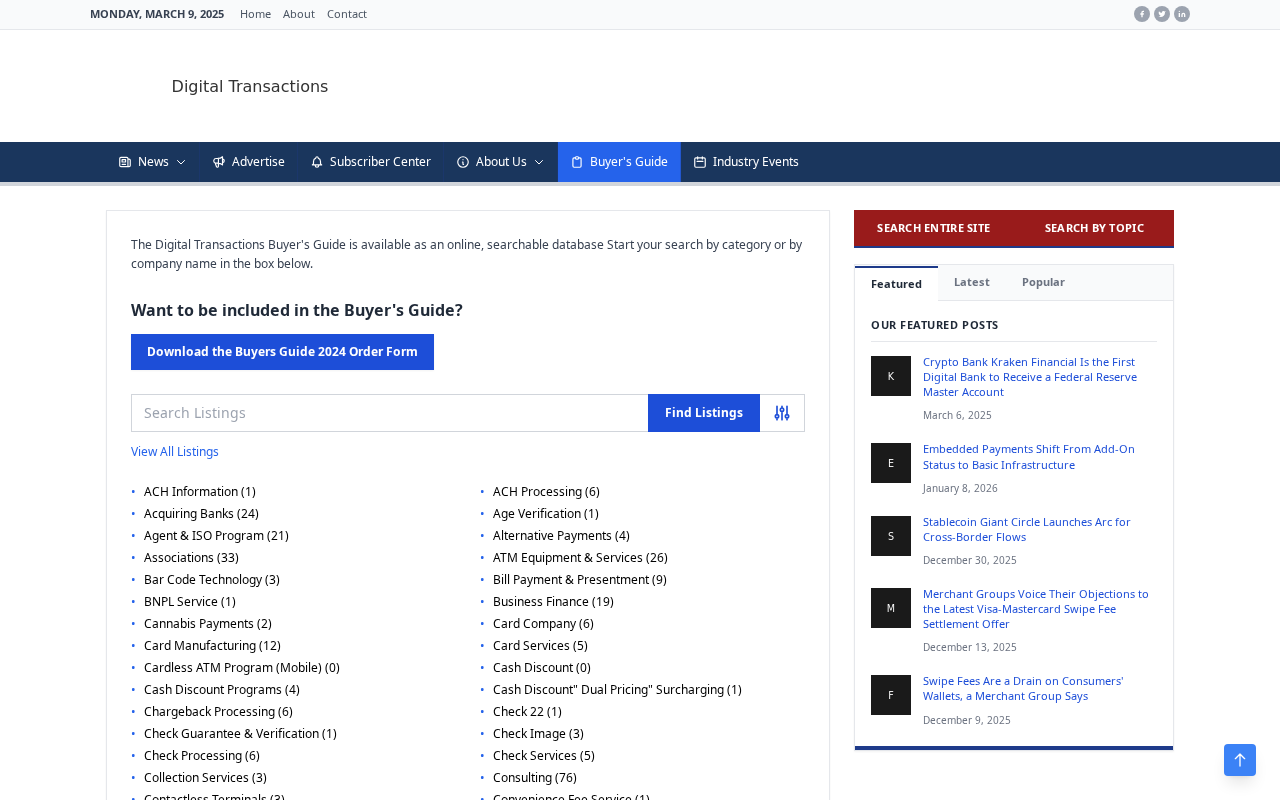 MONDAY, MARCH 9, 2025 Home About Contact
Digital Transactions
News Advertise Subscriber Center About Us Buyer's Guide Industry Events
The Digital Transactions Buyer's Guide is available as an online, searchable database Start your search by category or by
company name in the box below.
Want to be included in the Buyer's Guide?
Download the Buyers Guide 2024 Order Form
Search Listings Find Listings
View All Listings
• ACH Information (1)
• Acquiring Banks (24)
• Agent & ISO Program (21)
• Associations (33)
• Bar Code Technology (3)
• BNPL Service (1)
• Cannabis Payments (2)
• Card Manufacturing (12)
• Cardless ATM Program (Mobile) (0)
• Cash Discount Programs (4)
• Chargeback Processing (6)
• Check Guarantee & Verification (1)
• Check Processing (6)
• Collection Services (3)
• Contactless Terminals (3)
• ACH Processing (6)
• Age Verification (1)
• Alternative Payments (4)
• ATM Equipment & Services (26)
• Bill Payment & Presentment (9)
• Business Finance (19)
• Card Company (6)
• Card Services (5)
• Cash Discount (0)
• Cash Discount" Dual Pricing" Surcharging (1)
• Check 22 (1)
• Check Image (3)
• Check Services (5)
• Consulting (76)
• Convenience Fee Service (1)
SEARCH ENTIRE SITE SEARCH BY TOPIC
Featured Latest Popular
OUR FEATURED POSTS
K
Crypto Bank Kraken Financial Is the First
Digital Bank to Receive a Federal Reserve
Master Account
March 6, 2025
E
Embedded Payments Shift From Add-On
Status to Basic Infrastructure
January 8, 2026
S
Stablecoin Giant Circle Launches Arc for
Cross-Border Flows
December 30, 2025
M
Merchant Groups Voice Their Objections to
the Latest Visa-Mastercard Swipe Fee
Settlement Offer
December 13, 2025
F
Swipe Fees Are a Drain on Consumers'
Wallets, a Merchant Group Says
December 9, 2025